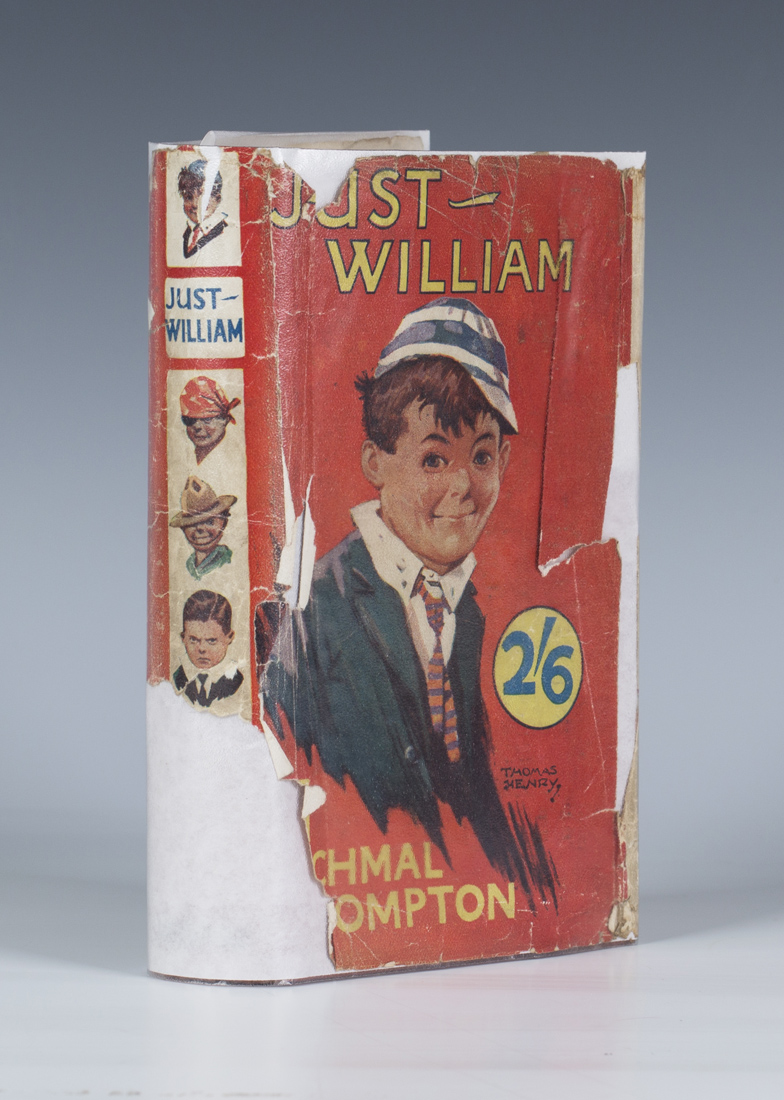 JUST-
WILLIAM
JUST-
WILLIAM
2/6
THOMAS
HENRY
CHMAL
OMPTON